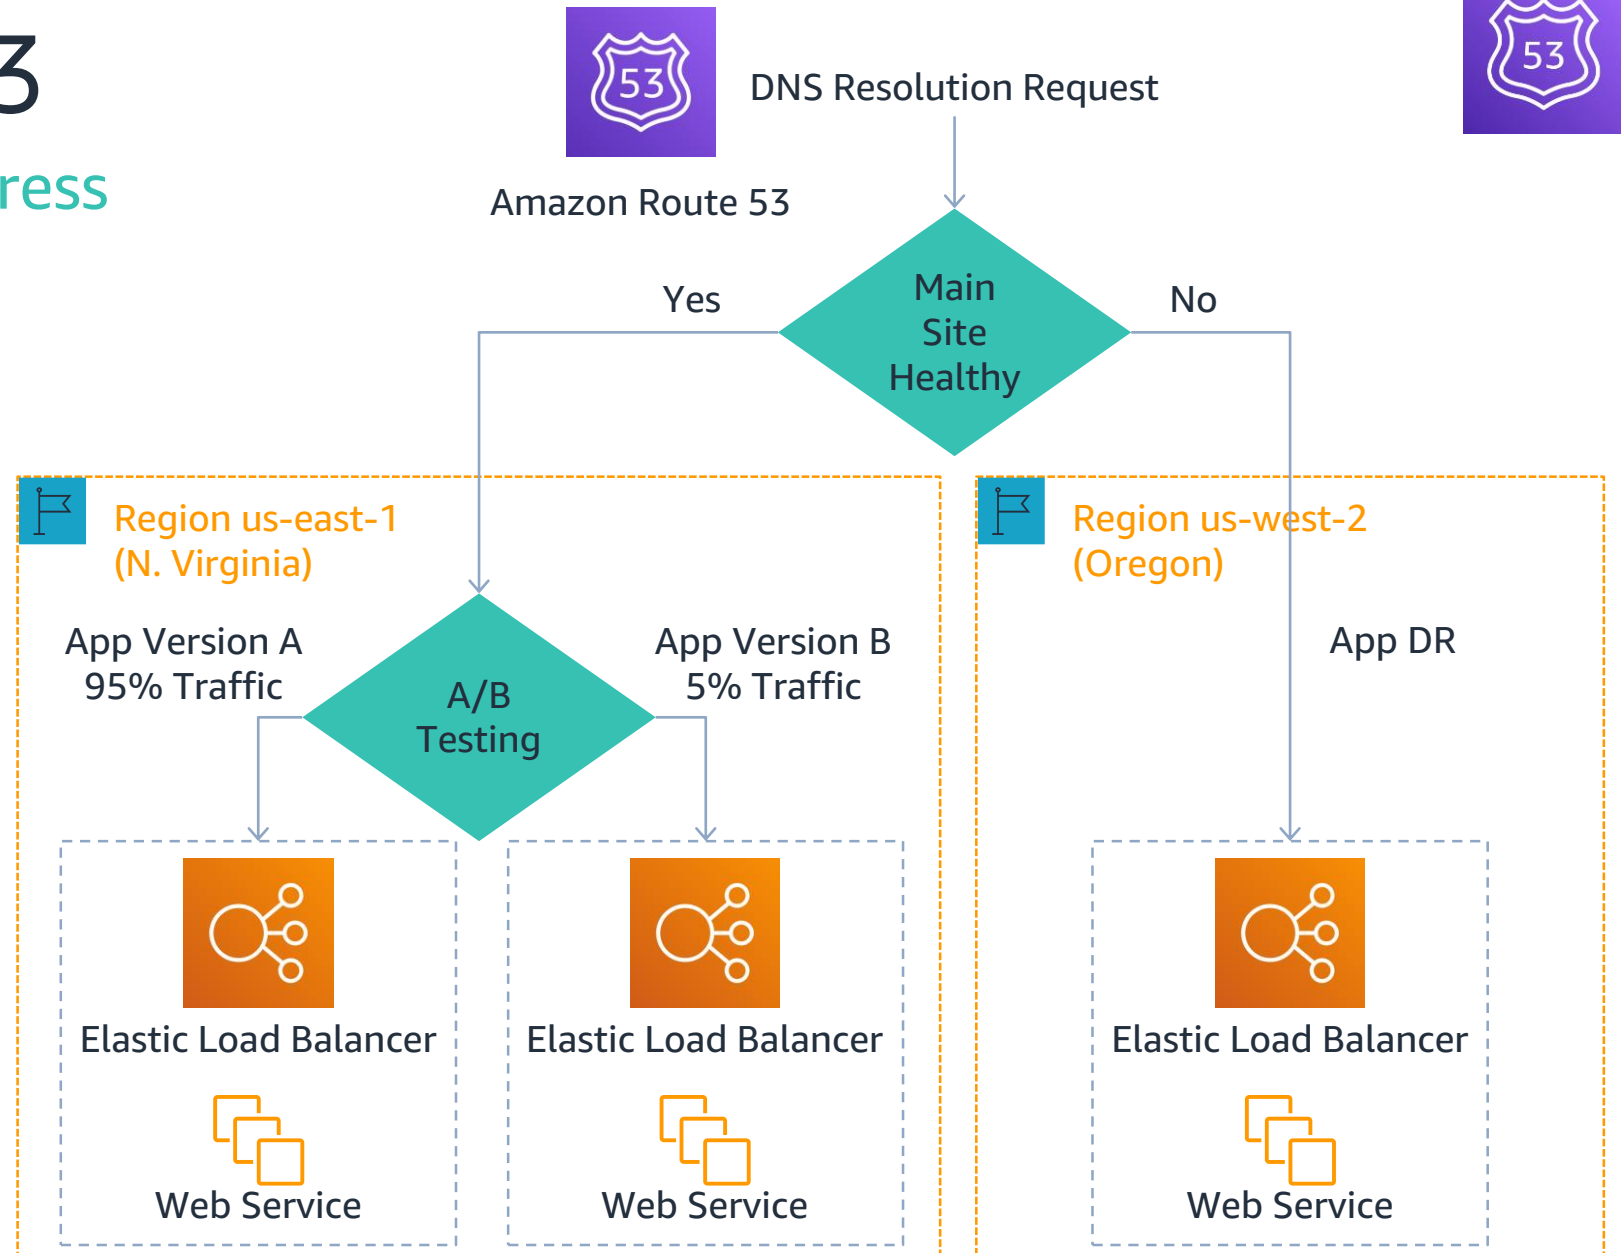 3
ress
53
DNS Resolution Request
53
Amazon Route 53
Main
Site
Healthy
Yes
No
Region us-east-1
(N. Virginia)
Region us-west-2
(Oregon)
App Version A
95% Traffic
App Version B
5% Traffic
App DR
A/B
Testing
Elastic Load Balancer
Elastic Load Balancer
Elastic Load Balancer
Web Service
Web Service
Web Service